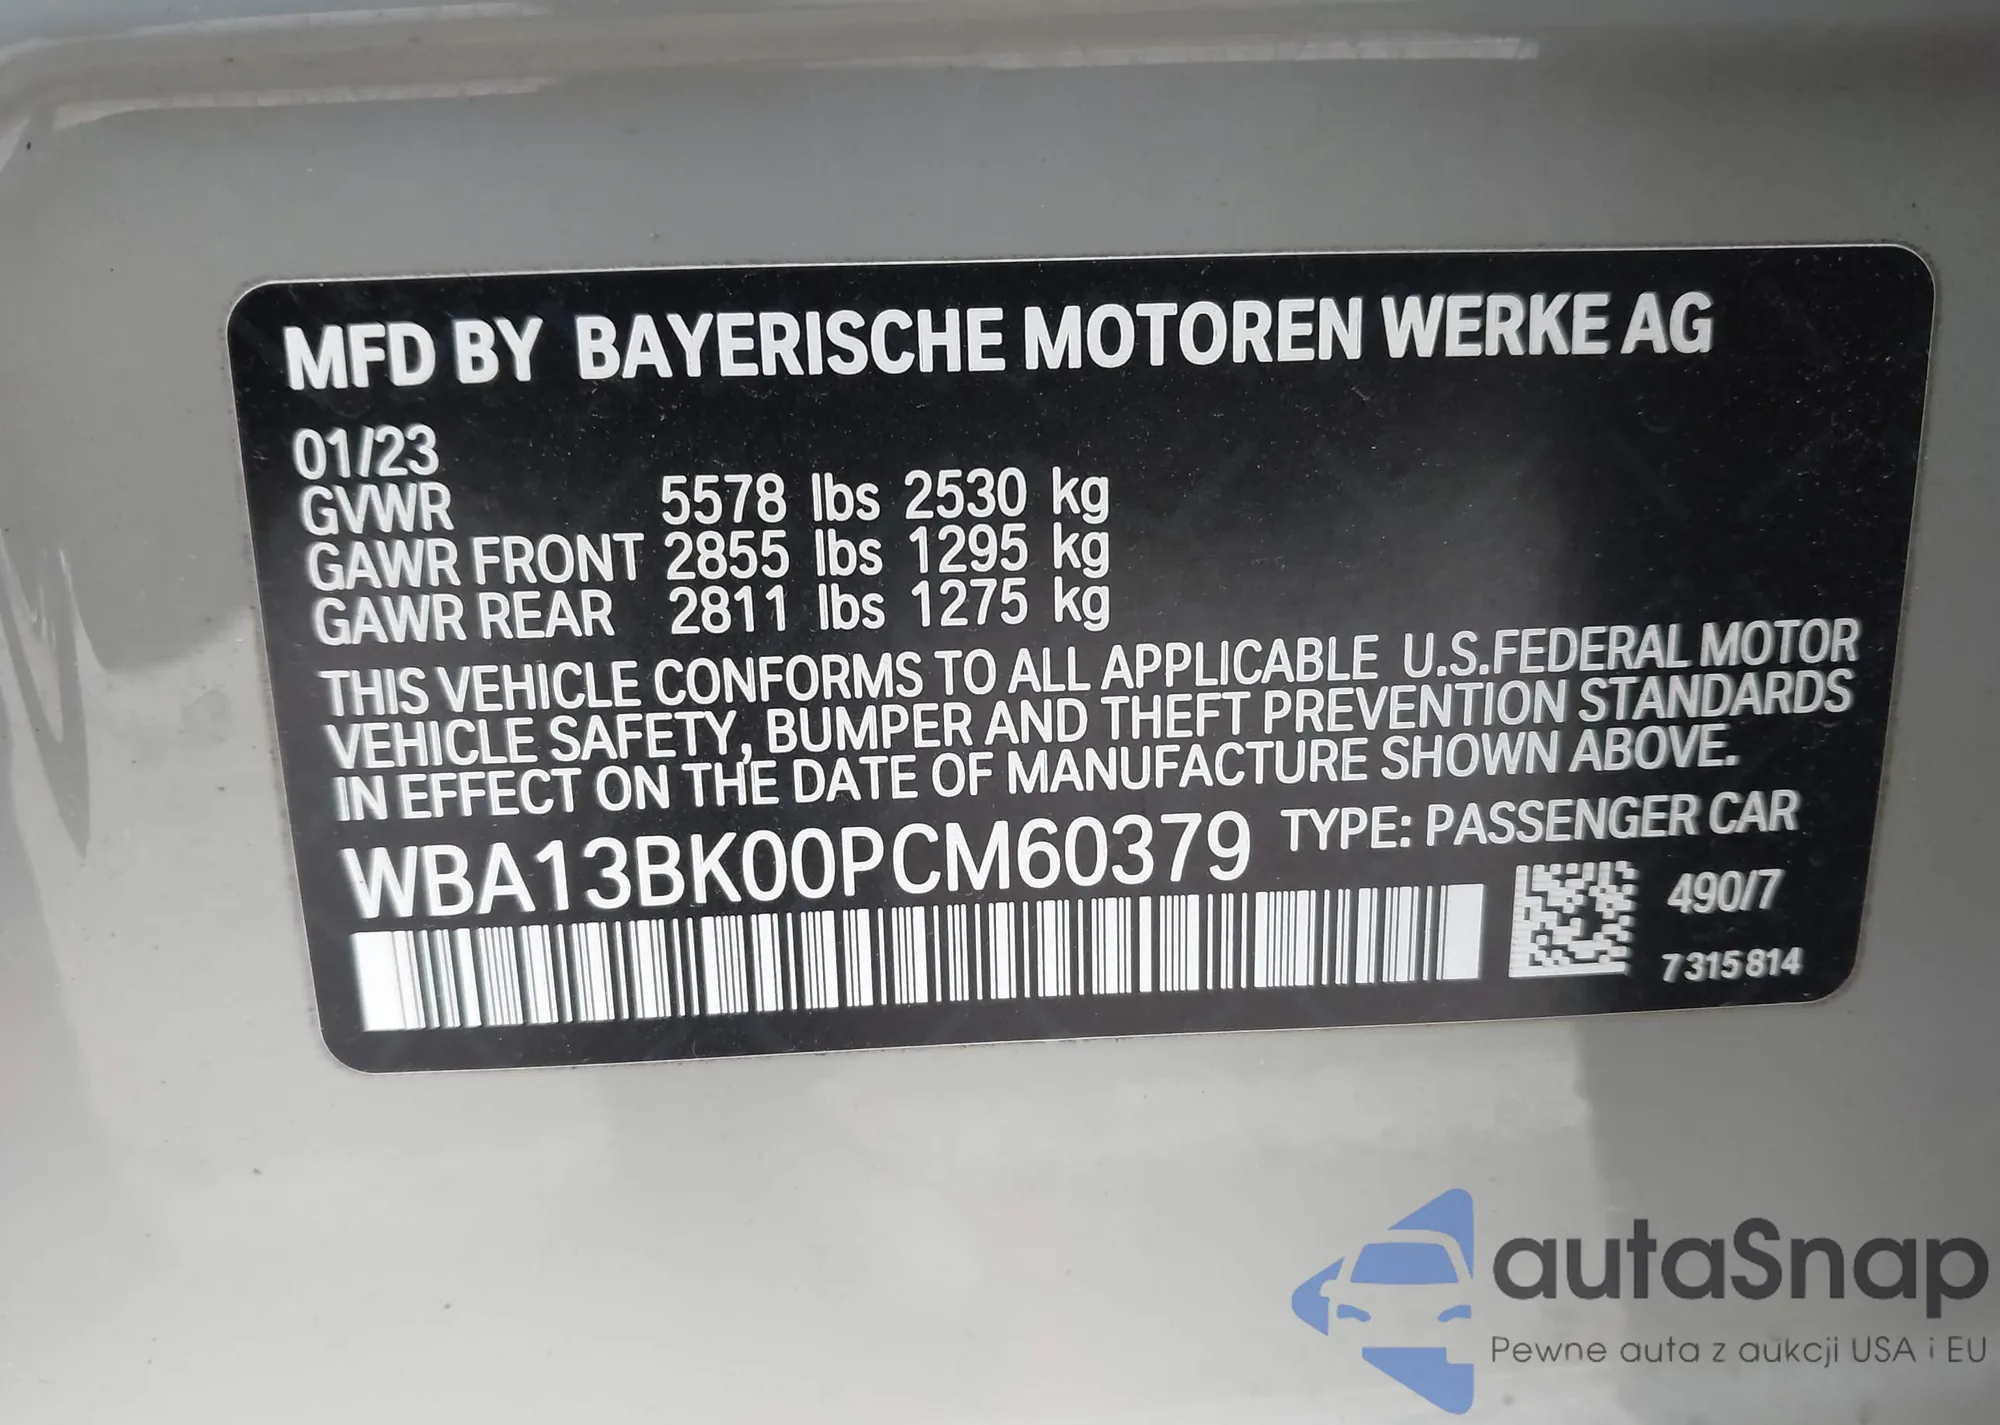 MFD BY BAYERISCHE MOTOREN WERKE AG
01/23
GVWR 5578 lbs 2530 kg
GAWR FRONT 2855 lbs 1295 kg
GAWR REAR 2811 lbs 1275 kg
THIS VEHICLE CONFORMS TO ALL APPLICABLE U.S.FEDERAL MOTOR
VEHICLE SAFETY, BUMPER AND THEFT PREVENTION STANDARDS
IN EFFECT ON THE DATE OF MANUFACTURE SHOWN ABOVE.
WBA13BK00PCM60379 TYPE: PASSENGER CAR
490/7
7 315 814
autaSnap
Pewne auta z aukcji USA i EU